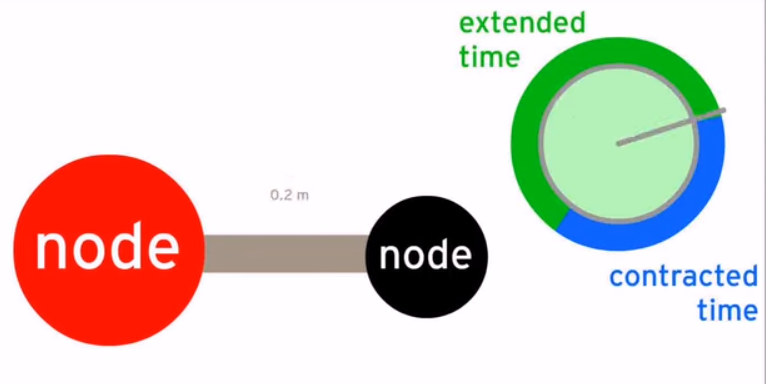 extended
time
0.2 m
node
node
contracted
time